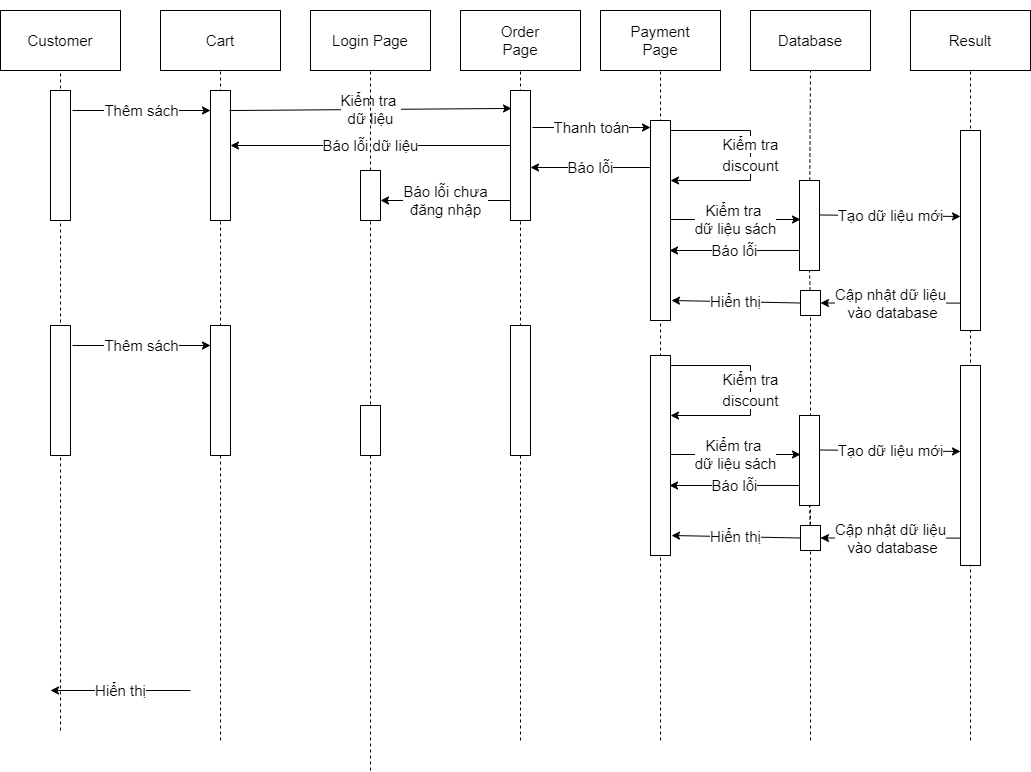 Customer
Cart
Login Page
Order
Page
Payment
Page
Database
Result
Thêm sách
Kiểm tra
dữ liệu
Thanh toán
Báo lỗi dữ liệu
Kiểm tra
discount
Báo lỗi
Báo lỗi chưa
đăng nhập
Kiểm tra
dữ liệu sách
Tạo dữ liệu mới
Báo lỗi
Hiển thị
Cập nhật dữ liệu
vào database
Thêm sách
Kiểm tra
discount
Kiểm tra
dữ liệu sách
Tạo dữ liệu mới
Báo lỗi
Hiển thị
Cập nhật dữ liệu
vào database
Hiển thị